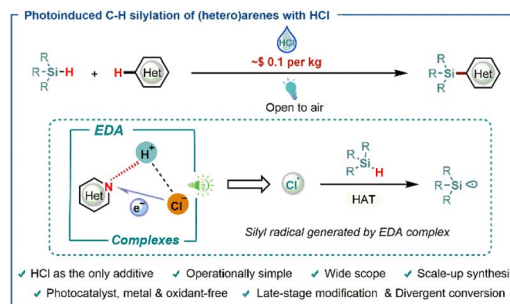 Photoinduced C-H silylation of (hetero)arenes with HCl
R
R-Si-H
R
+
H-Het
HCl
~$ 0.1 per kg
Open to air
R
R-Si-Het
R
EDA
H+
Het N
e−
Cl−
Complexes
Cl•
R
R Si H
R
HAT
R
R-Si
R
Silyl radical generated by EDA complex
✓ HCl as the only additive ✓ Operationally simple ✓ Wide scope ✓ Scale-up synthesi
✓ Photocatalyst, metal & oxidant-free ✓ Late-stage modification & Divergent conversion